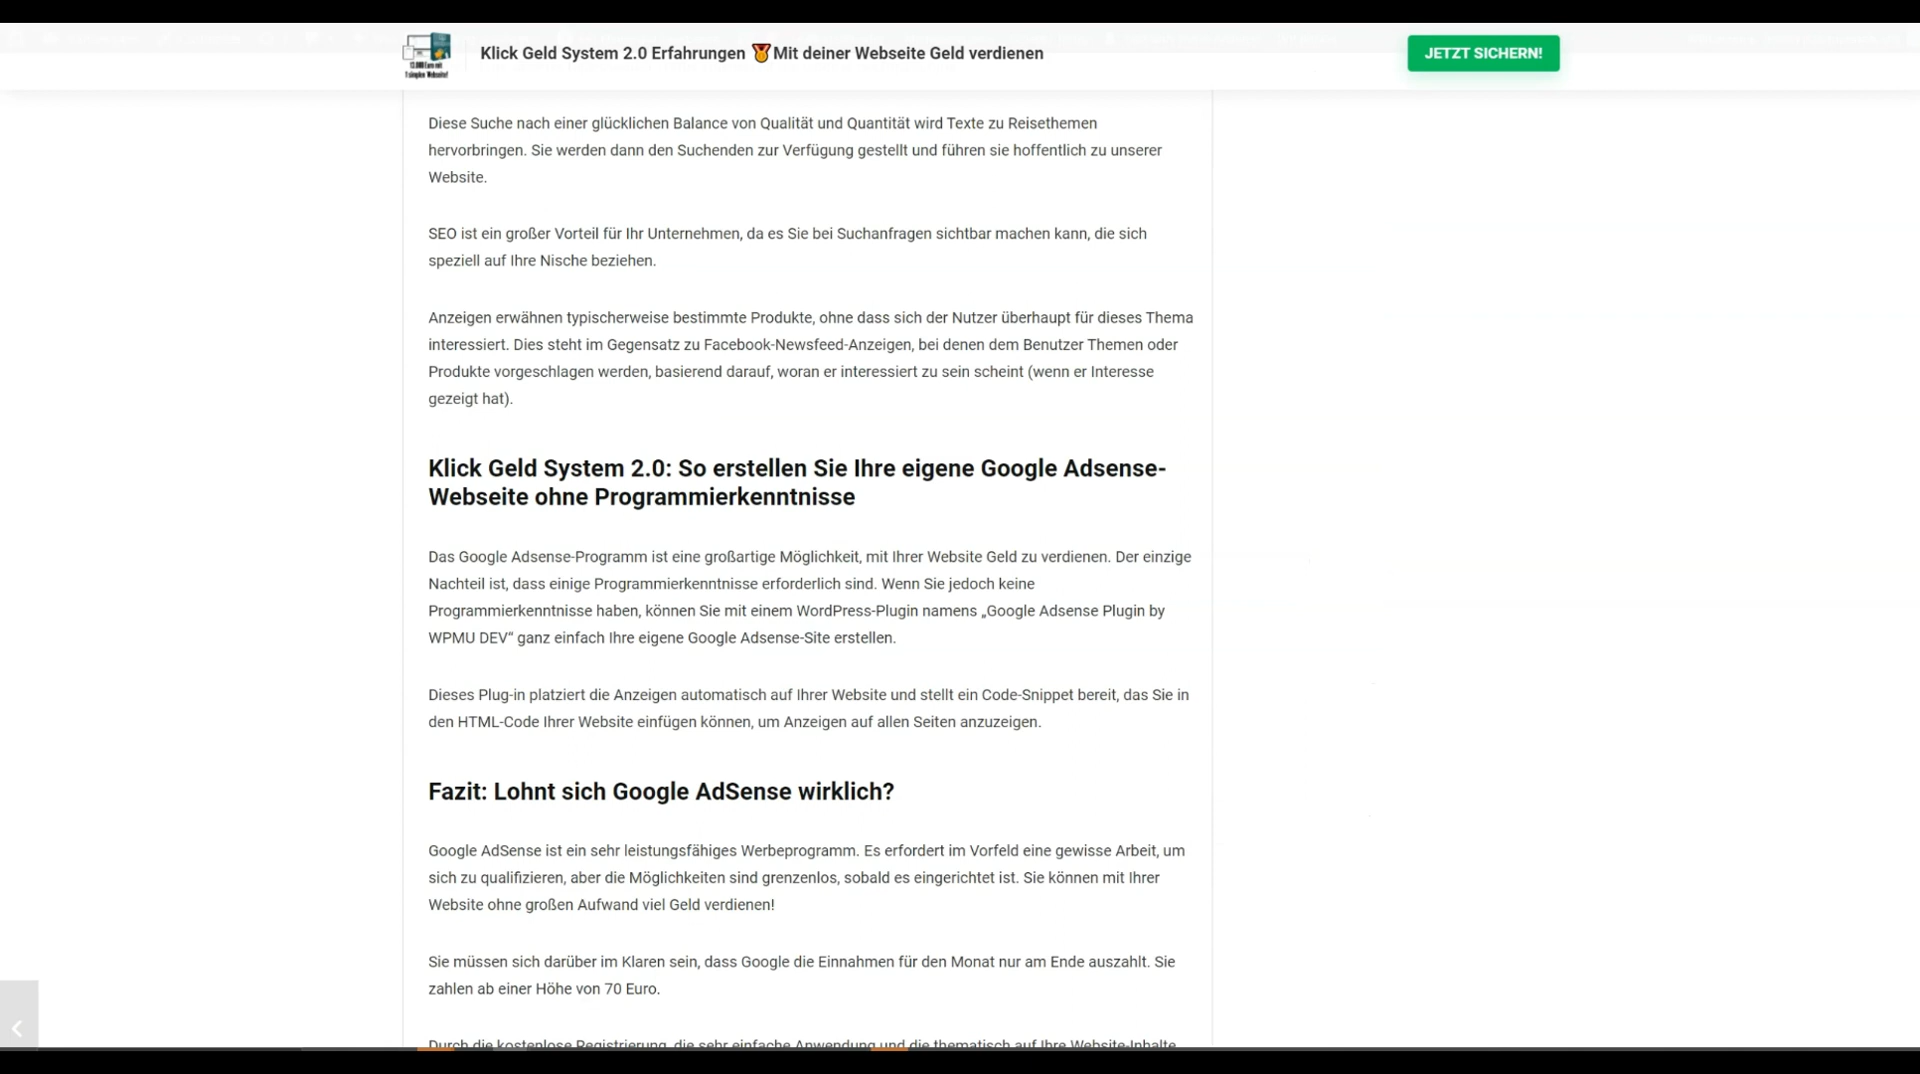 Klick Geld System 2.0 Erfahrungen 🏅Mit deiner Webseite Geld verdienen
JETZT SICHERN!
Diese Suche nach einer glücklichen Balance von Qualität und Quantität wird Texte zu Reisethemen
hervorbringen. Sie werden dann den Suchenden zur Verfügung gestellt und führen sie hoffentlich zu unserer
Website.
SEO ist ein großer Vorteil für Ihr Unternehmen, da es Sie bei Suchanfragen sichtbar machen kann, die sich
speziell auf Ihre Nische beziehen.
Anzeigen erwähnen typischerweise bestimmte Produkte, ohne dass sich der Nutzer überhaupt für dieses Thema
interessiert. Dies steht im Gegensatz zu Facebook-Newsfeed-Anzeigen, bei denen dem Benutzer Themen oder
Produkte vorgeschlagen werden, basierend darauf, woran er interessiert zu sein scheint (wenn er Interesse
gezeigt hat).
Klick Geld System 2.0: So erstellen Sie Ihre eigene Google Adsense-
Webseite ohne Programmierkenntnisse
Das Google Adsense-Programm ist eine großartige Möglichkeit, mit Ihrer Website Geld zu verdienen. Der einzige
Nachteil ist, dass einige Programmierkenntnisse erforderlich sind. Wenn Sie jedoch keine
Programmierkenntnisse haben, können Sie mit einem WordPress-Plugin namens „Google Adsense Plugin by
WPMU DEV“ ganz einfach Ihre eigene Google Adsense-Site erstellen.
Dieses Plug-in platziert die Anzeigen automatisch auf Ihrer Website und stellt ein Code-Snippet bereit, das Sie in
den HTML-Code Ihrer Website einfügen können, um Anzeigen auf allen Seiten anzuzeigen.
Fazit: Lohnt sich Google AdSense wirklich?
Google AdSense ist ein sehr leistungsfähiges Werbeprogramm. Es erfordert im Vorfeld eine gewisse Arbeit, um
sich zu qualifizieren, aber die Möglichkeiten sind grenzenlos, sobald es eingerichtet ist. Sie können mit Ihrer
Website ohne großen Aufwand viel Geld verdienen!
Sie müssen sich darüber im Klaren sein, dass Google die Einnahmen für den Monat nur am Ende auszahlt. Sie
zahlen ab einer Höhe von 70 Euro.
Durch die kostenlose Registrierung, die sehr einfache Anwendung und die thematisch auf Ihre Website-Inhalte